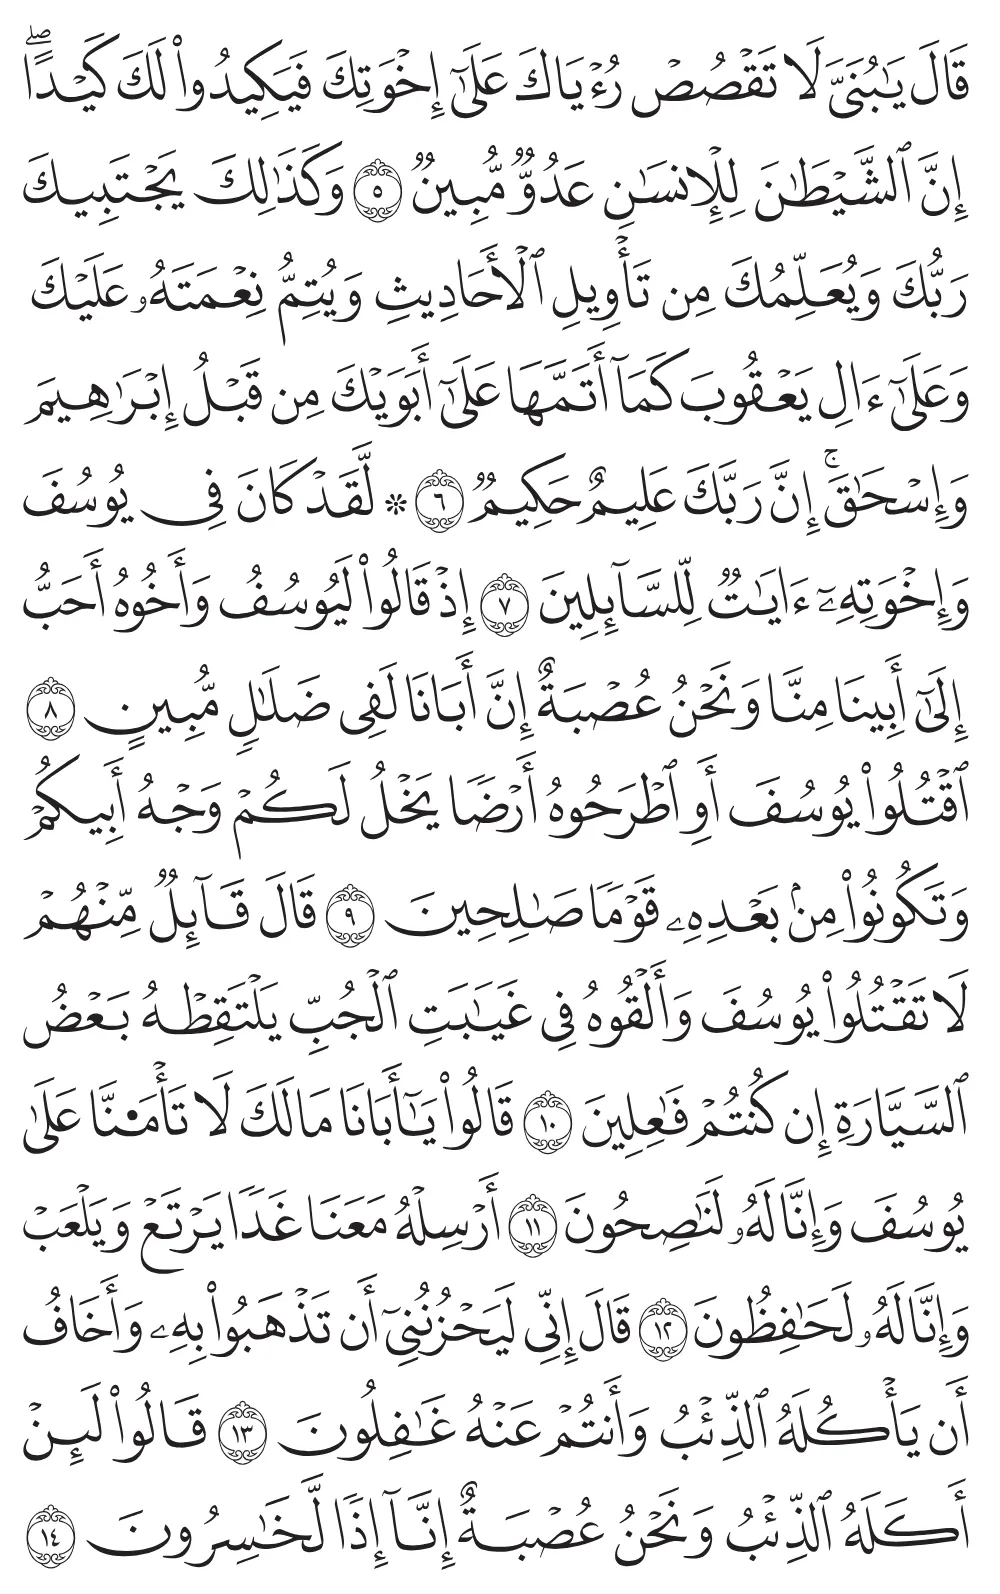 قَالَ يَٰبُنَىَّ لَا تَقْصُصْ رُءْيَاكَ عَلَىٰٓ إِخْوَتِكَ فَيَكِيدُوا۟ لَكَ كَيْدًاۖ
إِنَّ ٱلشَّيْطَٰنَ لِلْإِنسَٰنِ عَدُوٌّ مُّبِينٌ ۝٥ وَكَذَٰلِكَ يَجْتَبِيكَ
رَبُّكَ وَيُعَلِّمُكَ مِن تَأْوِيلِ ٱلْأَحَادِيثِ وَيُتِمُّ نِعْمَتَهُۥ عَلَيْكَ
وَعَلَىٰٓ ءَالِ يَعْقُوبَ كَمَآ أَتَمَّهَا عَلَىٰٓ أَبَوَيْكَ مِن قَبْلُ إِبْرَٰهِيمَ
وَإِسْحَٰقَۚ إِنَّ رَبَّكَ عَلِيمٌ حَكِيمٌ ۝٦ * لَّقَدْ كَانَ فِى يُوسُفَ
وَإِخْوَتِهِۦٓ ءَايَٰتٌ لِّلسَّآئِلِينَ ۝٧ إِذْ قَالُوا۟ لَيُوسُفُ وَأَخُوهُ أَحَبُّ
إِلَىٰٓ أَبِينَا مِنَّا وَنَحْنُ عُصْبَةٌ إِنَّ أَبَانَا لَفِى ضَلَٰلٍ مُّبِينٍ ۝٨
ٱقْتُلُوا۟ يُوسُفَ أَوِ ٱطْرَحُوهُ أَرْضًا يَخْلُ لَكُمْ وَجْهُ أَبِيكُمْ
وَتَكُونُوا۟ مِنۢ بَعْدِهِۦ قَوْمًا صَٰلِحِينَ ۝٩ قَالَ قَآئِلٌ مِّنْهُمْ
لَا تَقْتُلُوا۟ يُوسُفَ وَأَلْقُوهُ فِى غَيَٰبَتِ ٱلْجُبِّ يَلْتَقِطْهُ بَعْضُ
ٱلسَّيَّارَةِ إِن كُنتُمْ فَٰعِلِينَ ۝١٠ قَالُوا۟ يَٰٓأَبَانَا مَا لَكَ لَا تَأْمَ۫نَّا عَلَىٰ
يُوسُفَ وَإِنَّا لَهُۥ لَنَٰصِحُونَ ۝١١ أَرْسِلْهُ مَعَنَا غَدًا يَرْتَعْ وَيَلْعَبْ
وَإِنَّا لَهُۥ لَحَٰفِظُونَ ۝١٢ قَالَ إِنِّى لَيَحْزُنُنِىٓ أَن تَذْهَبُوا۟ بِهِۦ وَأَخَافُ
أَن يَأْكُلَهُ ٱلذِّئْبُ وَأَنتُمْ عَنْهُ غَٰفِلُونَ ۝١٣ قَالُوا۟ لَئِنْ
أَكَلَهُ ٱلذِّئْبُ وَنَحْنُ عُصْبَةٌ إِنَّآ إِذًا لَّخَٰسِرُونَ ۝١٤